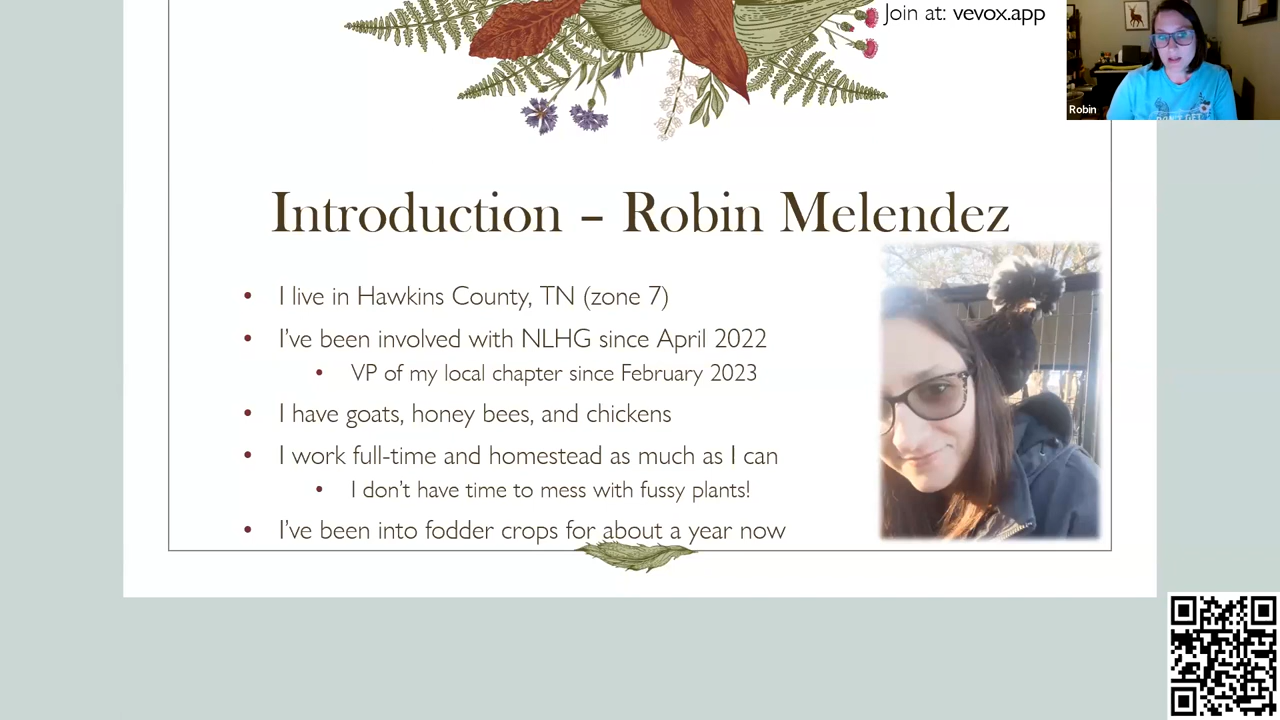 Join at: vevox.app
Robin
Introduction – Robin Melendez
• I live in Hawkins County, TN (zone 7)
• I've been involved with NLHG since April 2022
• VP of my local chapter since February 2023
• I have goats, honey bees, and chickens
• I work full-time and homestead as much as I can
• I don't have time to mess with fussy plants!
• I've been into fodder crops for about a year now